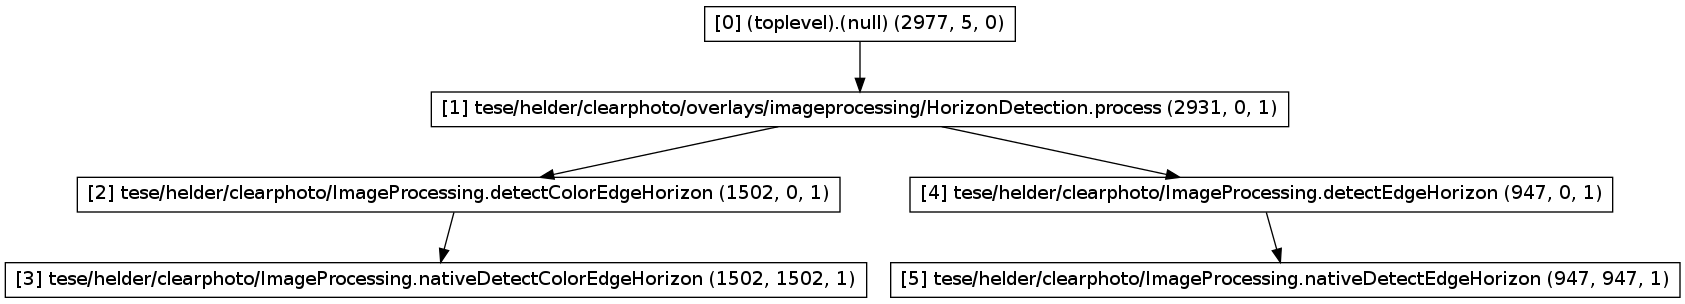 [0] (toplevel).(null) (2977, 5, 0)
[1] tese/helder/clearphoto/overlays/imageprocessing/HorizonDetection.process (2931, 0, 1)
[2] tese/helder/clearphoto/ImageProcessing.detectColorEdgeHorizon (1502, 0, 1)
[4] tese/helder/clearphoto/ImageProcessing.detectEdgeHorizon (947, 0, 1)
[3] tese/helder/clearphoto/ImageProcessing.nativeDetectColorEdgeHorizon (1502, 1502, 1)
[5] tese/helder/clearphoto/ImageProcessing.nativeDetectEdgeHorizon (947, 947, 1)